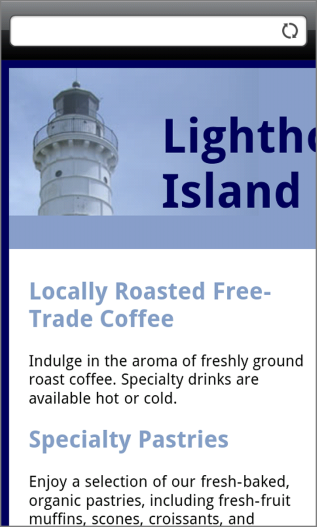 Lightho
Island
Locally Roasted Free-
Trade Coffee
Indulge in the aroma of freshly ground
roast coffee. Specialty drinks are
available hot or cold.
Specialty Pastries
Enjoy a selection of our fresh-baked,
organic pastries, including fresh-fruit
muffins, scones, croissants, and